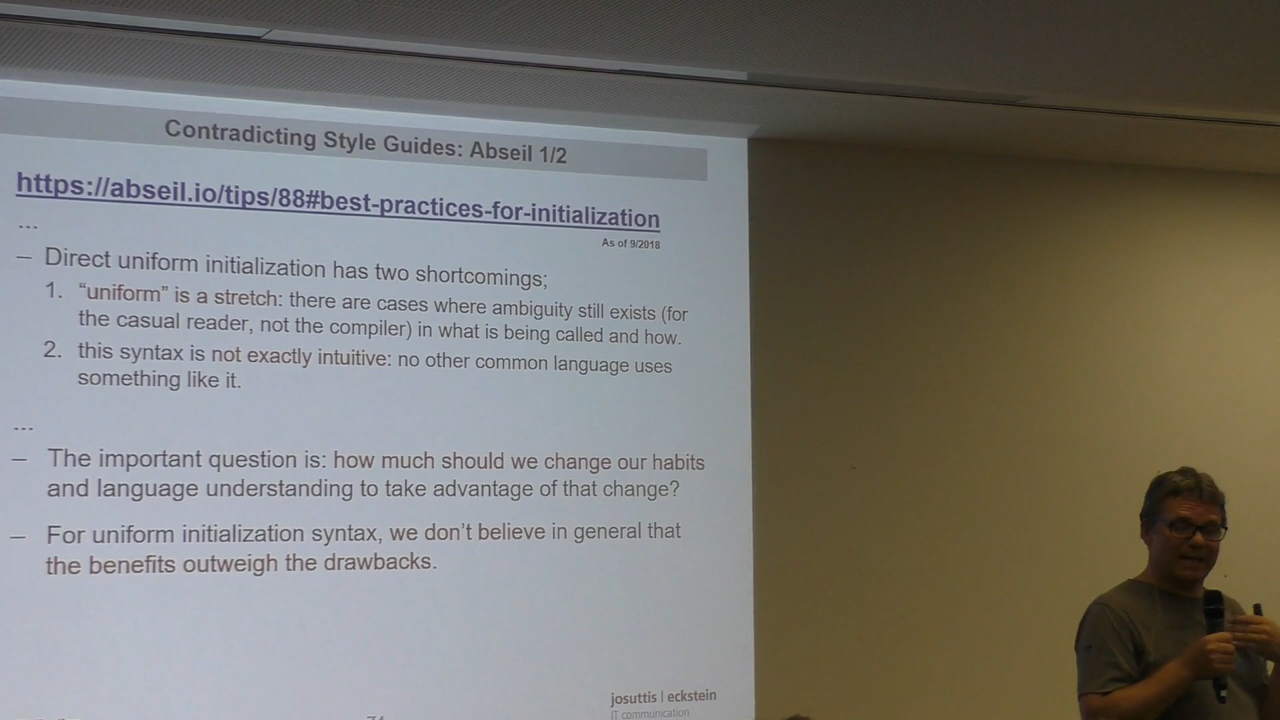 Contradicting Style Guides: Abseil 1/2
https://abseil.io/tips/88#best-practices-for-initialization
...
As of 9/2018
– Direct uniform initialization has two shortcomings;
1. “uniform” is a stretch: there are cases where ambiguity still exists (for
the casual reader, not the compiler) in what is being called and how.
2. this syntax is not exactly intuitive: no other common language uses
something like it.
...
– The important question is: how much should we change our habits
and language understanding to take advantage of that change?
– For uniform initialization syntax, we don’t believe in general that
the benefits outweigh the drawbacks.
josuttis | eckstein
IT communication